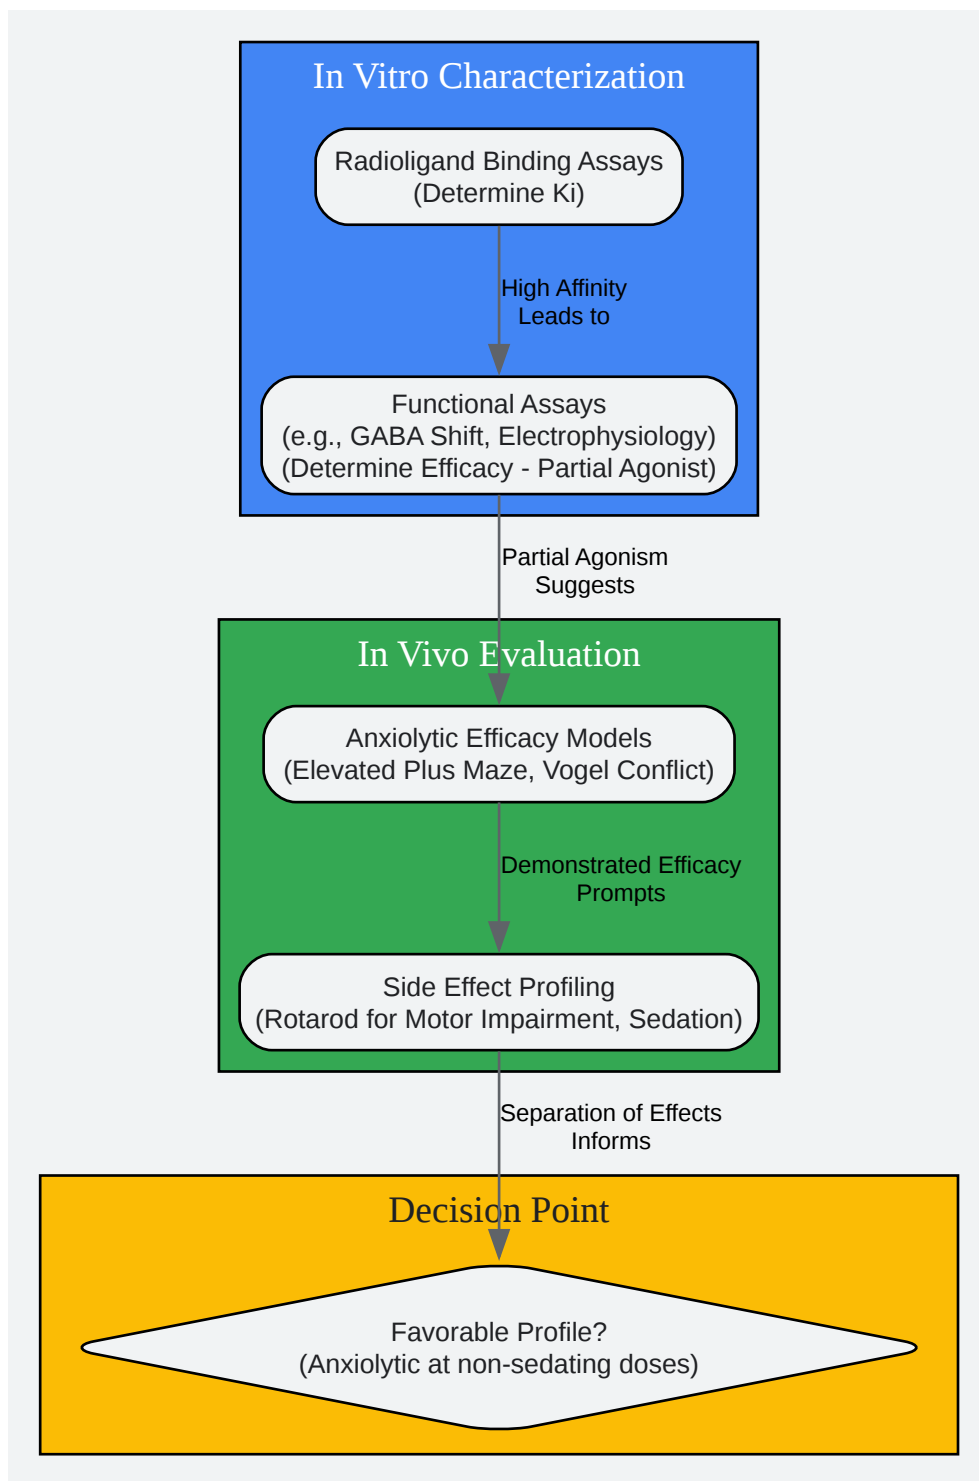 In Vitro Characterization
Radioligand Binding Assays
(Determine Ki)
High Affinity
Leads to
Functional Assays
(e.g., GABA Shift, Electrophysiology)
(Determine Efficacy - Partial Agonist)
Partial Agonism
Suggests
In Vivo Evaluation
Anxiolytic Efficacy Models
(Elevated Plus Maze, Vogel Conflict)
Demonstrated Efficacy
Prompts
Side Effect Profiling
(Rotarod for Motor Impairment, Sedation)
Separation of Effects
Informs
Decision Point
Favorable Profile?
(Anxiolytic at non-sedating doses)